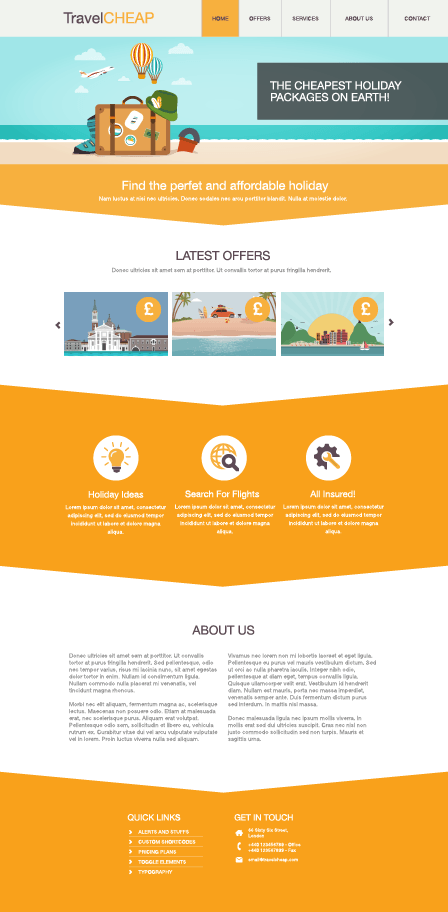 TravelCHEAP
HOME
OFFERS
SERVICES
ABOUT US
CONTACT
THE CHEAPEST HOLIDAY
PACKAGES ON EARTH!
Find the perfet and affordable holiday
Nam luctus at nisl nec ultricies. Donec sodales nec arcu porttitor blandit. Nulla at molestie dolor.
LATEST OFFERS
Donec ultricies sit amet sem at porttitor. Ut convallis tortor at purus fringilla hendrerit.
£
£
£
Holiday Ideas
Lorem ipsum dolor sit amet, consectetur
adipiscing elit, sed do eiusmod tempor
incididunt ut labore et dolore magna
aliqua.
Search For Flights
Lorem ipsum dolor sit amet, consectetur
adipiscing elit, sed do eiusmod tempor
incididunt ut labore et dolore magna
aliqua.
All Insured!
Lorem ipsum dolor sit amet, consectetur
adipiscing elit, sed do eiusmod tempor
incididunt ut labore et dolore magna
aliqua.
ABOUT US
Donec ultricies sit amet sem at porttitor. Ut convallis
tortor at purus fringilla hendrerit. Sed pellentesque, odio
nec tempor varius, risus mi lacinia nunc, sit amet egestas
dolor tortor in enim. Nullam id condimentum ligula.
Nullam commodo nulla placerat mi venenatis, vel
tincidunt magna rhoncus.
Morbi nec elit aliquam, fermentum magna ac, scelerisque
lectus. Maecenas non posuere odio. Etiam at malesuada
erat, nec scelerisque purus. Aliquam erat volutpat.
Pellentesque odio sem, sollicitudin et libero eu, vehicula
rutrum ex. Curabitur vitae dui vel arcu vulputate vulputate
vel in lorem. Proin luctus viverra nulla sed aliquam.
Vivamus nec lorem non mi lobortis laoreet et eget ligula.
Pellentesque eu purus vel mauris vestibulum dictum. Sed
ut orci ac nulla pharetra iaculis. Integer nibh odio,
pellentesque at diam eget, tempus convallis ligula.
Quisque ullamcorper velit erat. Vestibulum id hendrerit
diam. Nullam est mauris, porta nec massa imperdiet,
venenatis semper ante. Duis fermentum dictum purus
sed interdum. In mattis nisl massa.
Donec malesuada ligula nec ipsum mollis viverra. In
mollis erat sed dui ultricies suscipit. Cras nec nisl non
justo commodo sollicitudin sed non turpis. Mauris et
sagittis urna.
QUICK LINKS
ALERTS AND STUFFS
CUSTOM SHORZCODES
PRICING PLANS
TOGGLE ELEMENTS
TYPOGRAPHY
GET IN TOUCH
London